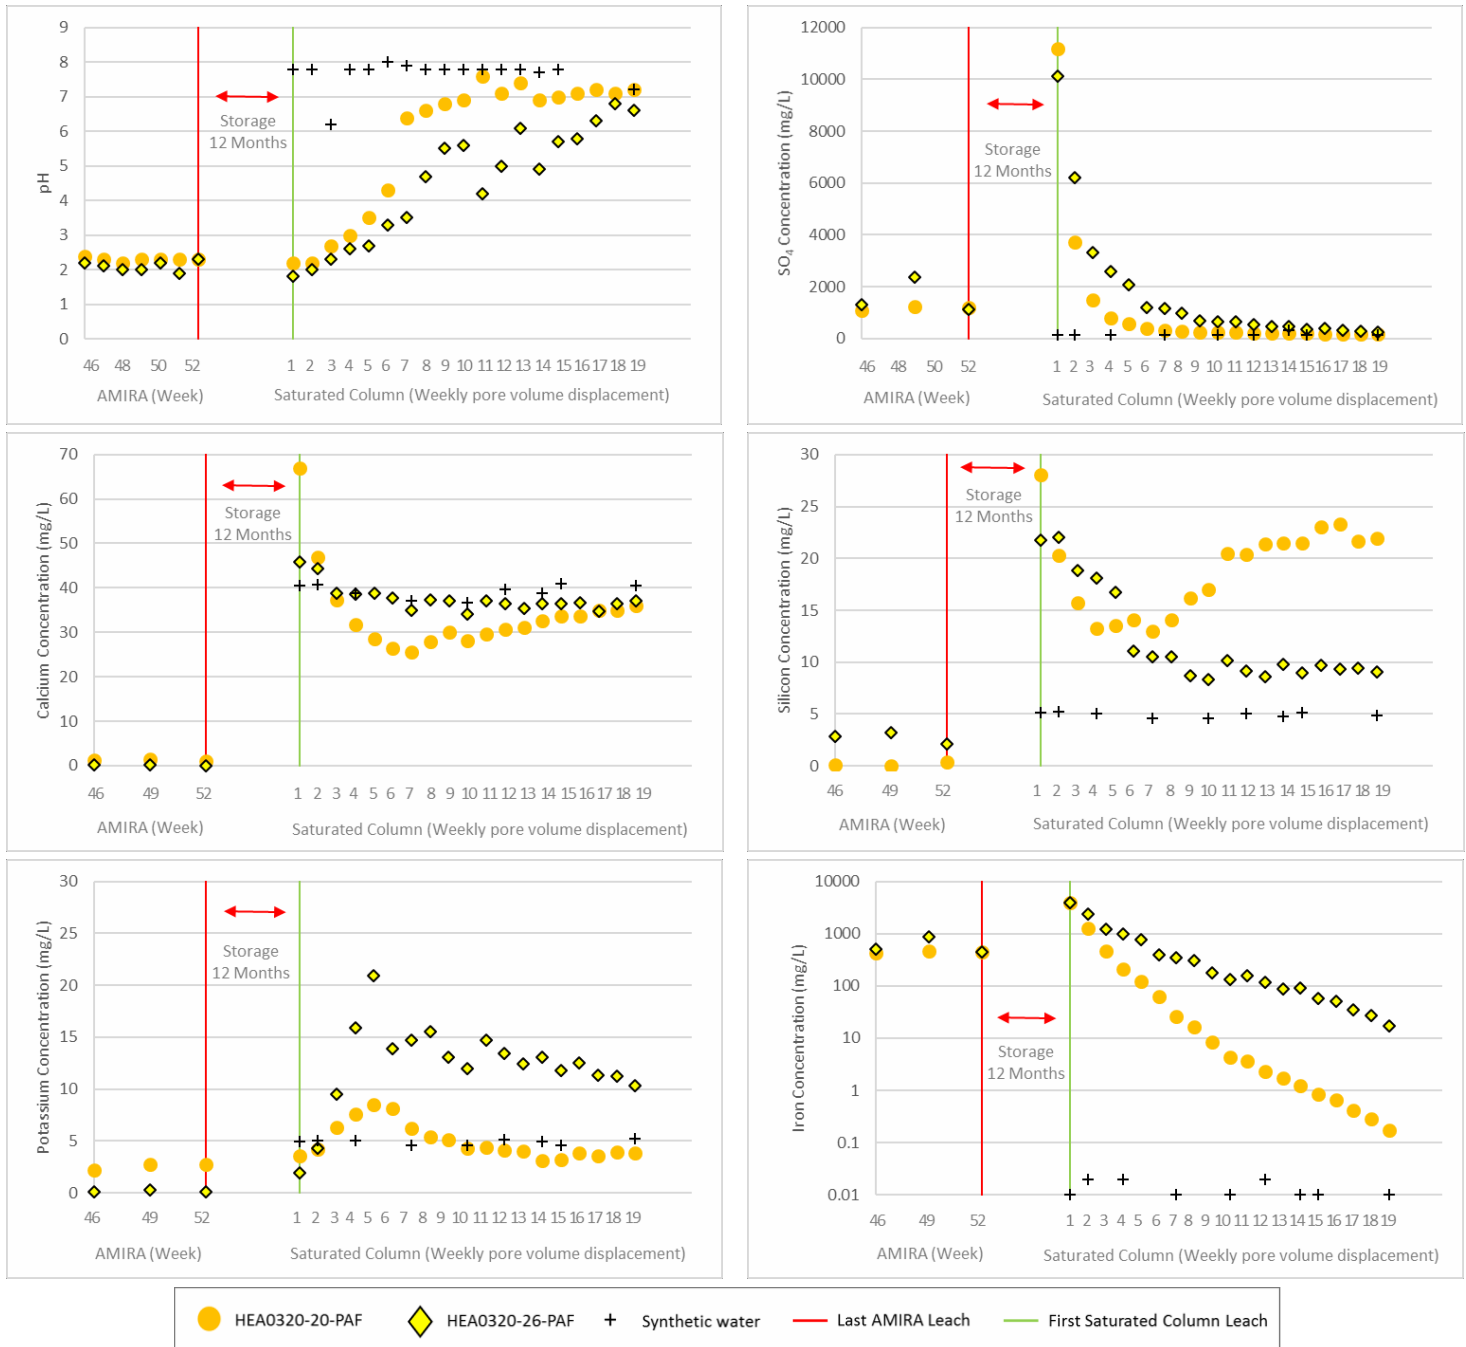 9
8
7
6
5
4
3
2
1
0
pH
Storage
12 Months
46 48 50 52 1 2 3 4 5 6 7 8 9 10 11 12 13 14 15 16 17 18 19
AMIRA (Week) Saturated Column (Weekly pore volume displacement)
12000
10000
8000
6000
4000
2000
0
SO4 Concentration (mg/L)
Storage
12 Months
46 48 50 52 1 2 3 4 5 6 7 8 9 10 11 12 13 14 15 16 17 18 19
AMIRA (Week) Saturated Column (Weekly pore volume displacement)
70
60
50
40
30
20
10
0
Calcium Concentration (mg/L)
Storage
12 Months
46 49 52 1 2 3 4 5 6 7 8 9 10 11 12 13 14 15 16 17 18 19
AMIRA (Week) Saturated Column (Weekly pore volume displacement)
30
25
20
15
10
5
0
Silicon Concentration (mg/L)
Storage
12 Months
46 49 52 1 2 3 4 5 6 7 8 9 10 11 12 13 14 15 16 17 18 19
AMIRA (Week) Saturated Column (Weekly pore volume displacement)
30
25
20
15
10
5
0
Potassium Concentration (mg/L)
Storage
12 Months
46 49 52 1 2 3 4 5 6 7 8 9 10 11 12 13 14 15 16 17 18 19
AMIRA (Week) Saturated Column (Weekly pore volume displacement)
10000
1000
100
10
1
0.1
0.01
Iron Concentration (mg/L)
Storage
12 Months
46 49 52 1 2 3 4 5 6 7 8 9 10 11 12 13 14 15 16 17 18 19
AMIRA (Week) Saturated Column (Weekly pore volume displacement)
HEA0320-20-PAF HEA0320-26-PAF Synthetic water Last AMIRA Leach First Saturated Column Leach